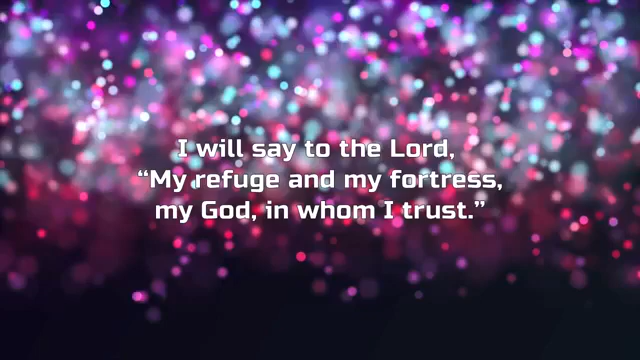 I will say to the Lord,
“My refuge and my fortress,
my God, in whom I trust.”